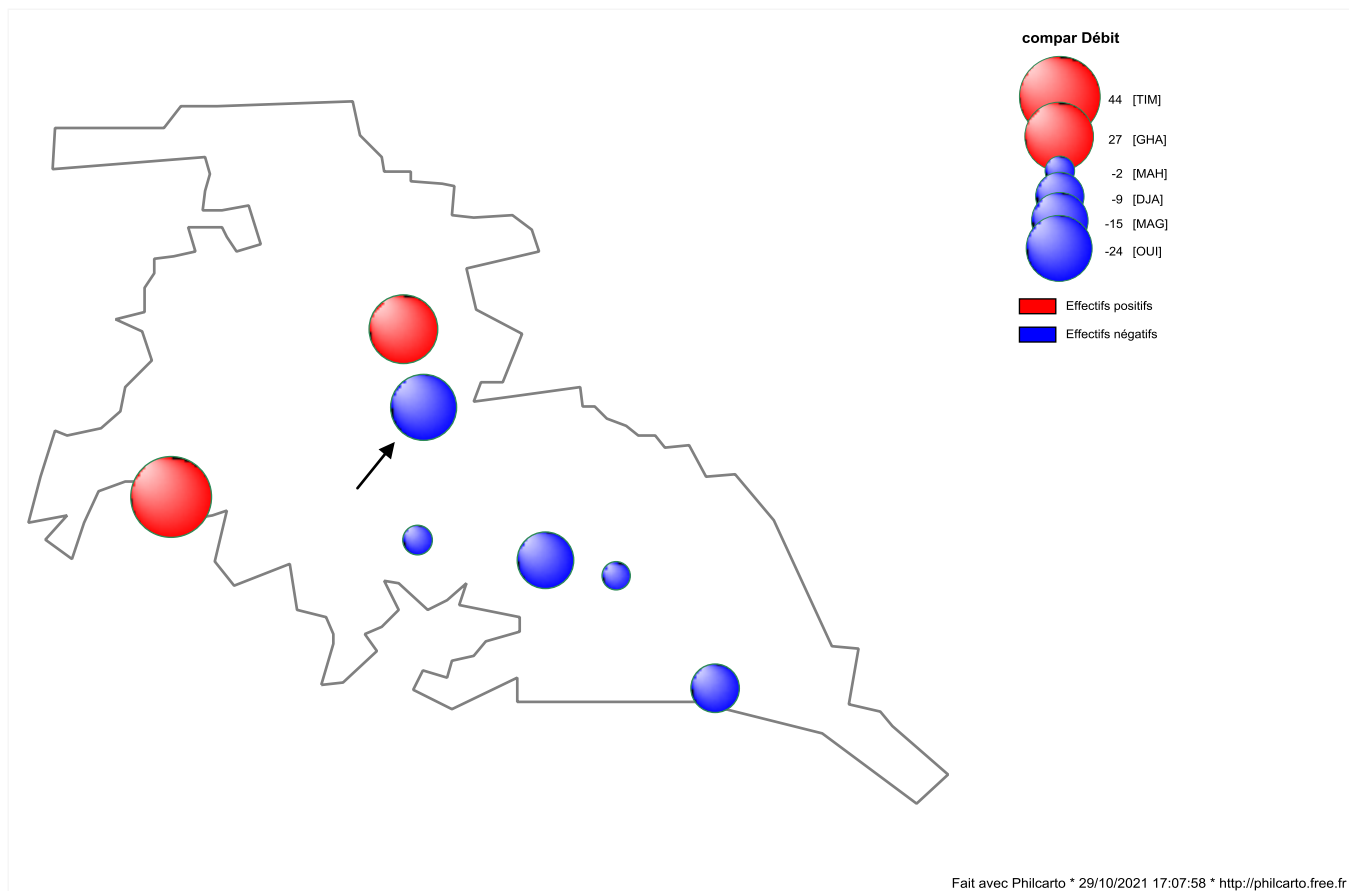 compar Débit
44 [TIM]
27 [GHA]
-2 [MAH]
-9 [DJA]
-15 [MAG]
-24 [OUI]
Effectifs positifs
Effectifs négatifs
Fait avec Philcarto * 29/10/2021 17:07:58 * http://philcarto.free.fr